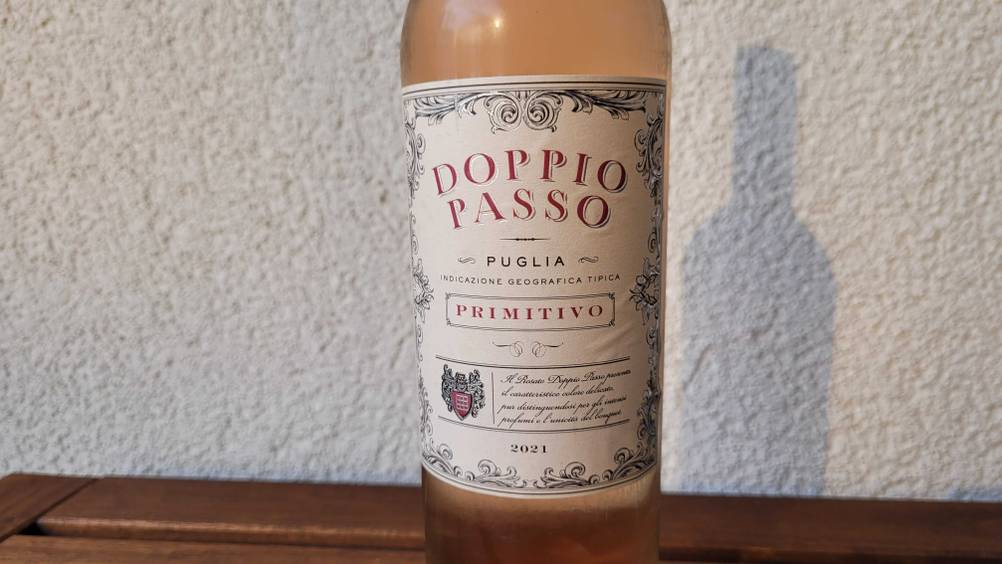 DOPPIO
PASSO
PUGLIA
INDICAZIONE GEOGRAFICA TIPICA
PRIMITIVO
Il Rosato Doppio Passo presenta
il caratteristico colore delicato,
pur distinguendosi per gli intensi
profumi e l'unicità del bouquet.
2021